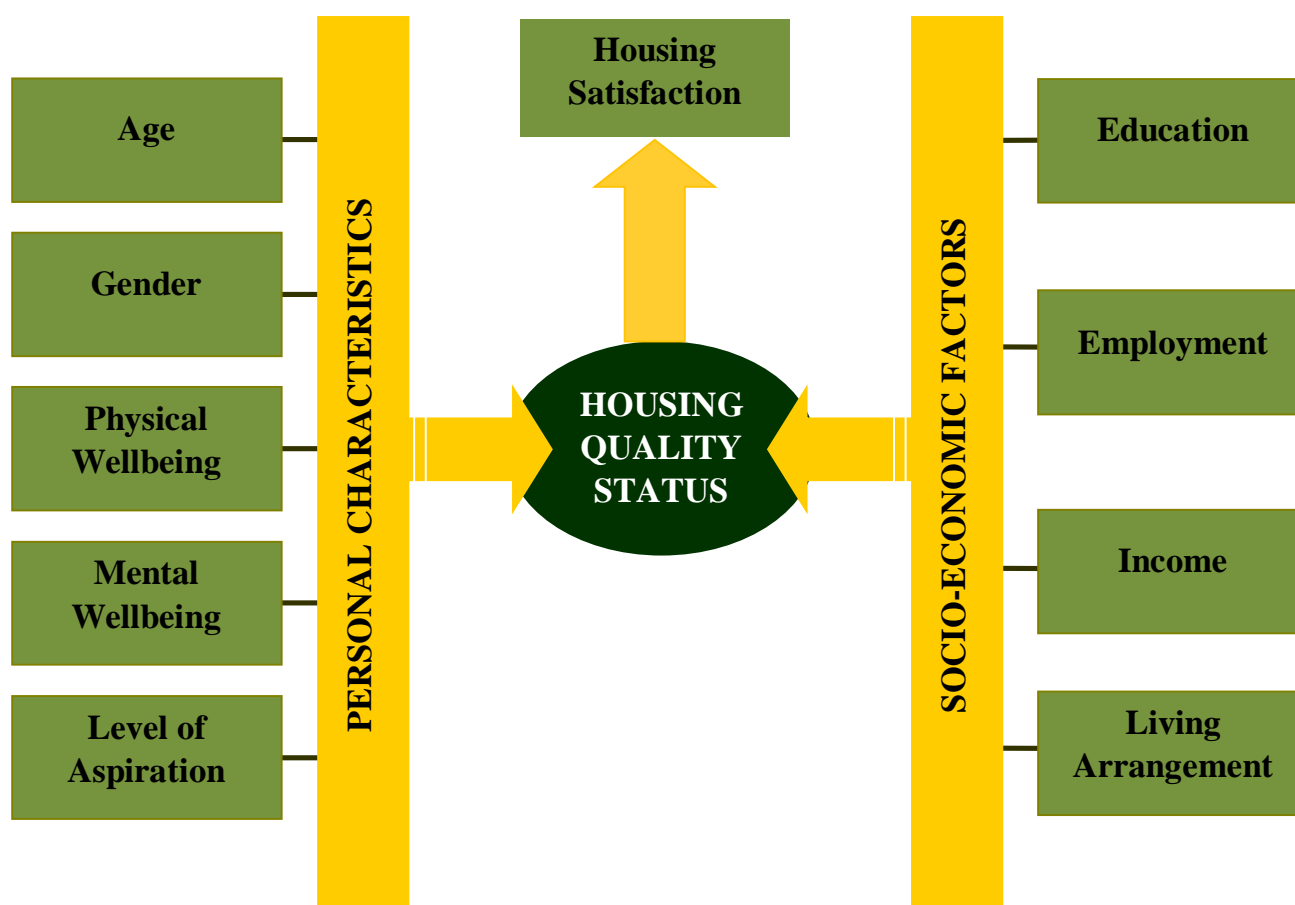 Housing
Satisfaction
Age
Gender
Physical
Wellbeing
Mental
Wellbeing
Level of
Aspiration
PERSONAL CHARACTERISTICS
HOUSING
QUALITY
STATUS
SOCIO-ECONOMIC FACTORS
Education
Employment
Income
Living
Arrangement